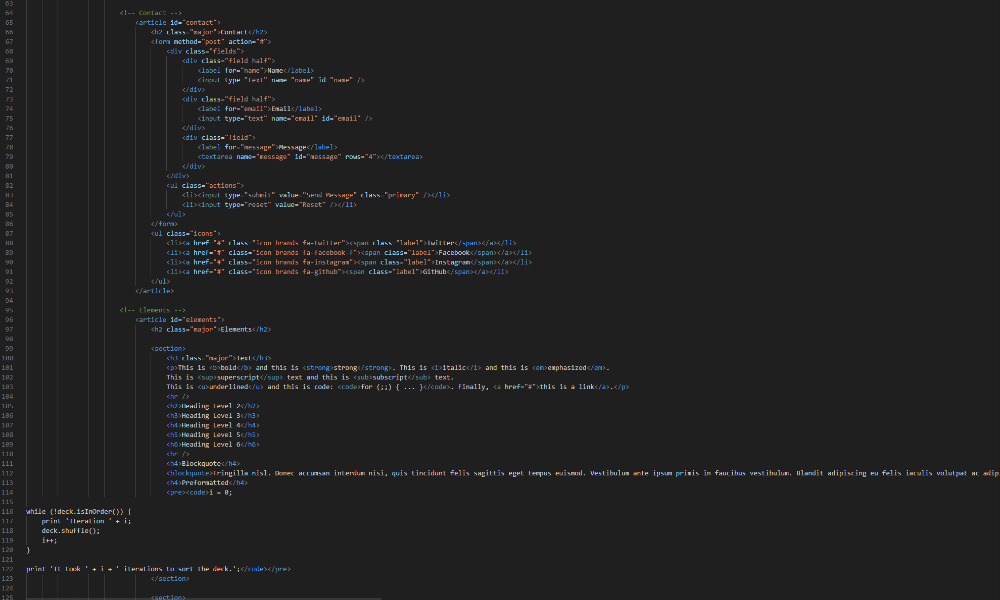 63
64 <!-- Contact -->
65 <article id="contact">
66 <h2 class="major">Contact</h2>
67 <form method="post" action="#">
68 <div class="fields">
69 <div class="field half">
70 <label for="name">Name</label>
71 <input type="text" name="name" id="name" />
72 </div>
73 <div class="field half">
74 <label for="email">Email</label>
75 <input type="text" name="email" id="email" />
76 </div>
77 <div class="field">
78 <label for="message">Message</label>
79 <textarea name="message" id="message" rows="4"></textarea>
80 </div>
81 </div>
82 <ul class="actions">
83 <li><input type="submit" value="Send Message" class="primary" /></li>
84 <li><input type="reset" value="Reset" /></li>
85 </ul>
86 </form>
87 <ul class="icons">
88 <li><a href="#" class="icon brands fa-twitter"><span class="label">Twitter</span></a></li>
89 <li><a href="#" class="icon brands fa-facebook-f"><span class="label">Facebook</span></a></li>
90 <li><a href="#" class="icon brands fa-instagram"><span class="label">Instagram</span></a></li>
91 <li><a href="#" class="icon brands fa-github"><span class="label">GitHub</span></a></li>
92 </ul>
93 </article>
94
95 <!-- Elements -->
96 <article id="elements">
97 <h2 class="major">Elements</h2>
98
99 <section>
100 <h3 class="major">Text</h3>
101 <p>This is <b>bold</b> and this is <strong>strong</strong>. This is <i>italic</i> and this is <em>emphasized</em>.
102 This is <sup>superscript</sup> text and this is <sub>subscript</sub> text.
103 This is <u>underlined</u> and this is code: <code>for (;;) { ... }</code>. Finally, <a href="#">this is a link</a>.</p>
104 <hr />
105 <h2>Heading Level 2</h2>
106 <h3>Heading Level 3</h3>
107 <h4>Heading Level 4</h4>
108 <h5>Heading Level 5</h5>
109 <h6>Heading Level 6</h6>
110 <hr />
111 <h4>Blockquote</h4>
112 <blockquote>Fringilla nisl. Donec accumsan interdum nisi, quis tincidunt felis sagittis eget tempus euismod. Vestibulum ante ipsum primis in faucibus vestibulum. Blandit adipiscing eu felis iaculis volutpat ac
113 <h4>Preformatted</h4>
114 <pre><code>i = 0;
115
116 while (!deck.isInOrder()) {
117 print 'Iteration ' + i;
118 deck.shuffle();
119 i++;
120 }
121
122 print 'It took ' + i + ' iterations to sort the deck.';</code></pre>
123 </section>
124
125 <section>